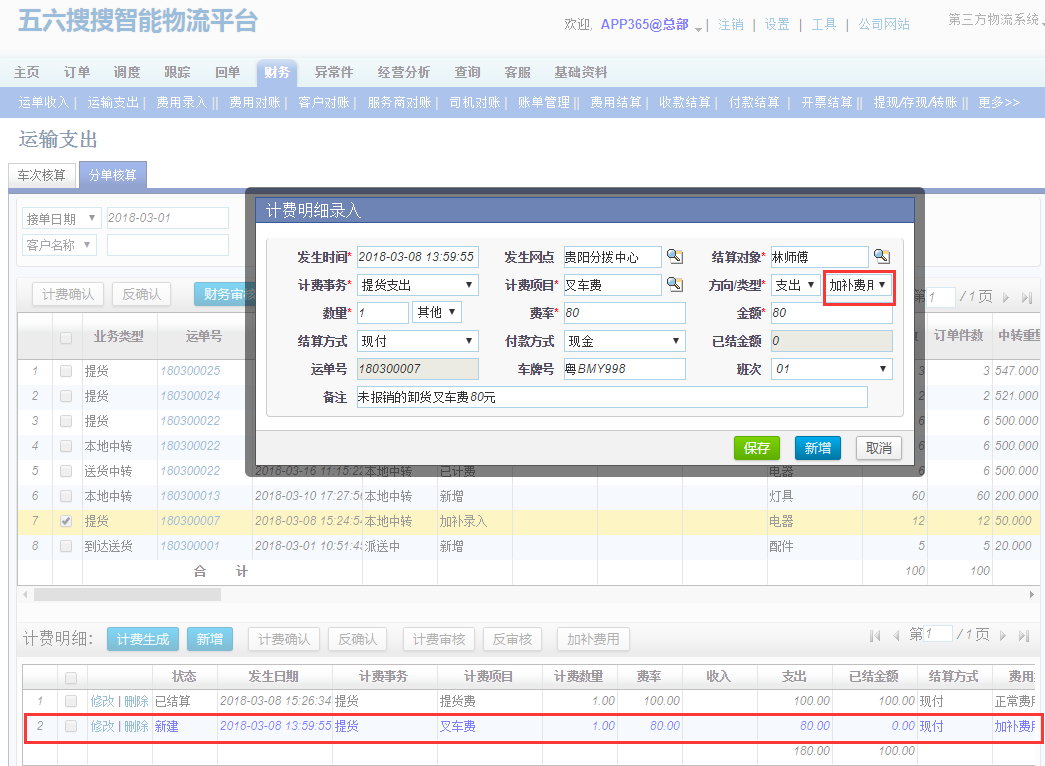 五六搜搜智能物流平台
欢迎, APP365@总部 | 注销 | 设置 | 工具 | 公司网站 第三方物流系统
主页 订单 调度 跟踪 回单 财务 异常件 经营分析 查询 客服 基础资料
运单收入 | 运输支出 | 费用录入 || 费用对账 | 客户对账 | 服务商对账 | 司机对账 | 账单管理 || 费用结算 | 收款结算 | 付款结算 | 开票结算 || 提现/存现/转账 || 更多>>
运输支出
车次核算 分单核算
接单日期 2018-03-01
客户名称
计费明细录入
发生时间* 2018-03-08 13:59:55 发生网点 贵阳分拨中心 结算对象* 林师傅
计费事务* 提货支出 计费项目* 叉车费 方向/类型* 支出 加补费用
数量* 1 其他 费率* 80 金额* 80
结算方式 现付 付款方式 现金 已结金额 0
运单号 180300007 车牌号 粤BMY998 班次 01
备注 未报销的卸货叉车费80元
保存 新增 取消
计费确认 反确认 财务审核 第 1 / 1 页
业务类型 运单号 订单件数 中转重量
1 提货 180300025 3 3 547.000
2 提货 180300024 2 2 521.000
3 提货 180300022 6 6 500.000
4 本地中转 180300022 6 6 500.000
5 送货中转 180300022 2018-03-16 11:15:22 本地中转 已计费 电器 6 6 500.000
6 本地中转 180300013 2018-03-10 17:27:56 本地中转 新增 灯具 60 60 200.000
7 提货 180300007 2018-03-08 15:24:54 本地中转 加补录入 电器 12 12 50.000
8 到达送货 180300001 2018-03-01 10:51:43 派送中 新增 配件 5 5 20.000
合 计 100 100
计费明细: 计费生成 新增 计费确认 反确认 计费审核 反审核 加补费用 第 1 / 1 页
状态 发生日期 计费事务 计费项目 计费数量 费率 收入 支出 已结金额 结算方式 费用
1 修改 | 删除 已结算 2018-03-08 15:26:34 提货 提货费 1.00 100.00 100.00 100.00 现付 正常费用
2 修改 | 删除 新建 2018-03-08 13:59:55 提货 叉车费 1.00 80.00 80.00 0.00 现付 加补费用
180.00 100.00